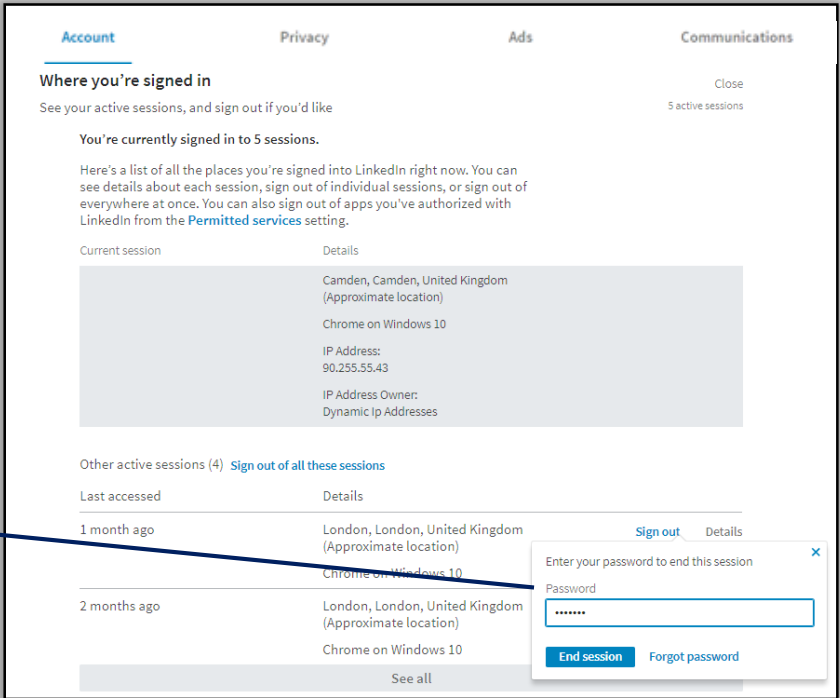 Account Privacy Ads Communications
Where you're signed in
Close
See your active sessions, and sign out if you'd like
5 active sessions
You're currently signed in to 5 sessions.
Here's a list of all the places you're signed into LinkedIn right now. You can
see details about each session, sign out of individual sessions, or sign out of
everywhere at once. You can also sign out of apps you've authorized with
LinkedIn from the Permitted services setting.
Current session Details
Camden, Camden, United Kingdom
(Approximate location)
Chrome on Windows 10
IP Address:
90.255.55.43
IP Address Owner:
Dynamic Ip Addresses
Other active sessions (4) Sign out of all these sessions
Last accessed Details
1 month ago London, London, United Kingdom Sign out Details
(Approximate location)
Chrome on Windows 10
Enter your password to end this session
Password
•••••••
End session Forgot password
2 months ago London, London, United Kingdom
(Approximate location)
Chrome on Windows 10
See all